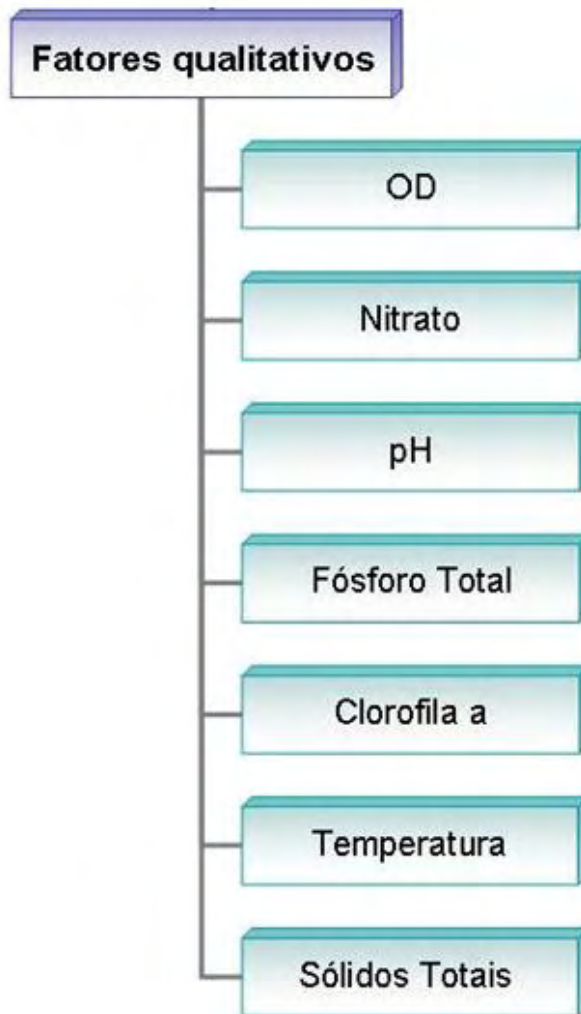 Fatores qualitativos
OD
Nitrato
pH
Fósforo Total
Clorofila a
Temperatura
Sólidos Totais